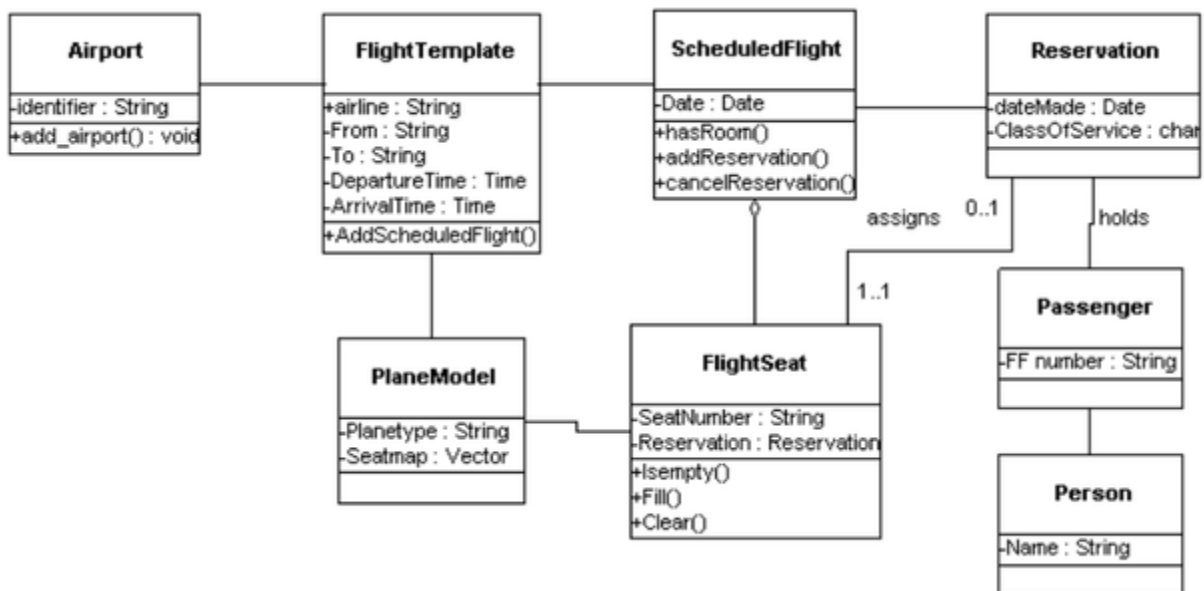 Airport
-identifier : String
+add_airport() : void
FlightTemplate
+airline : String
-From : String
-To : String
-DepartureTime : Time
-ArrivalTime : Time
+AddScheduledFlight()
ScheduledFlight
-Date : Date
+hasRoom()
+addReservation()
+cancelReservation()
Reservation
-dateMade : Date
-ClassOfService : char
assigns
0..1
holds
1..1
PlaneModel
-Planetype : String
-Seatmap : Vector
FlightSeat
-SeatNumber : String
-Reservation : Reservation
+Isempty()
+Fill()
+Clear()
Passenger
-FF number : String
Person
-Name : String